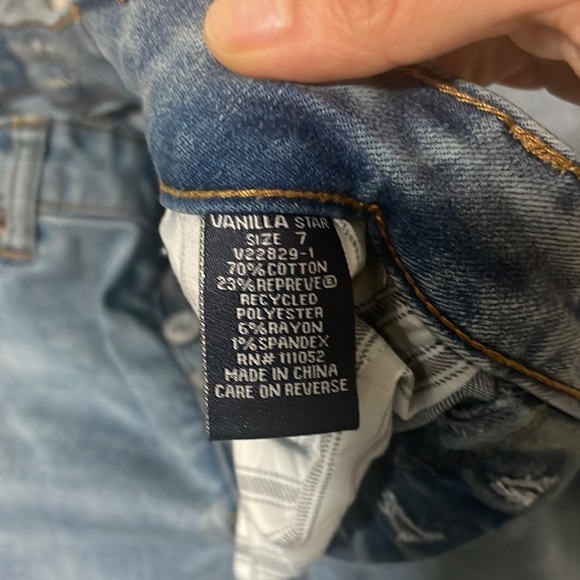 VANILLA STAR
SIZE 7
V22829-1
70%COTTON
23%REPREVE®
RECYCLED
POLYESTER
6%RAYON
1%SPANDEX
RN# 111052
MADE IN CHINA
CARE ON REVERSE